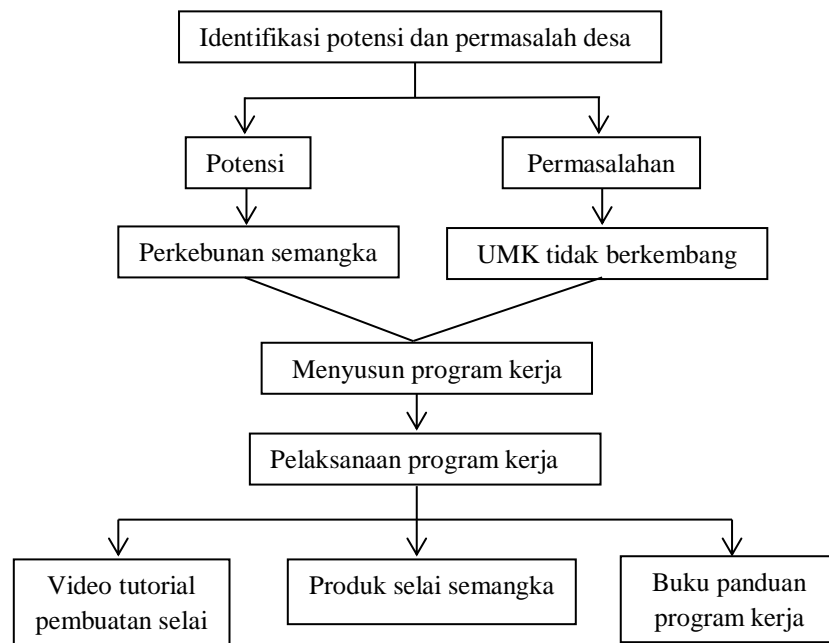 Identifikasi potensi dan permasalah desa
Potensi
Permasalahan
Perkebunan semangka
UMK tidak berkembang
Menyusun program kerja
Pelaksanaan program kerja
Video tutorial
pembuatan selai
Produk selai semangka
Buku panduan
program kerja